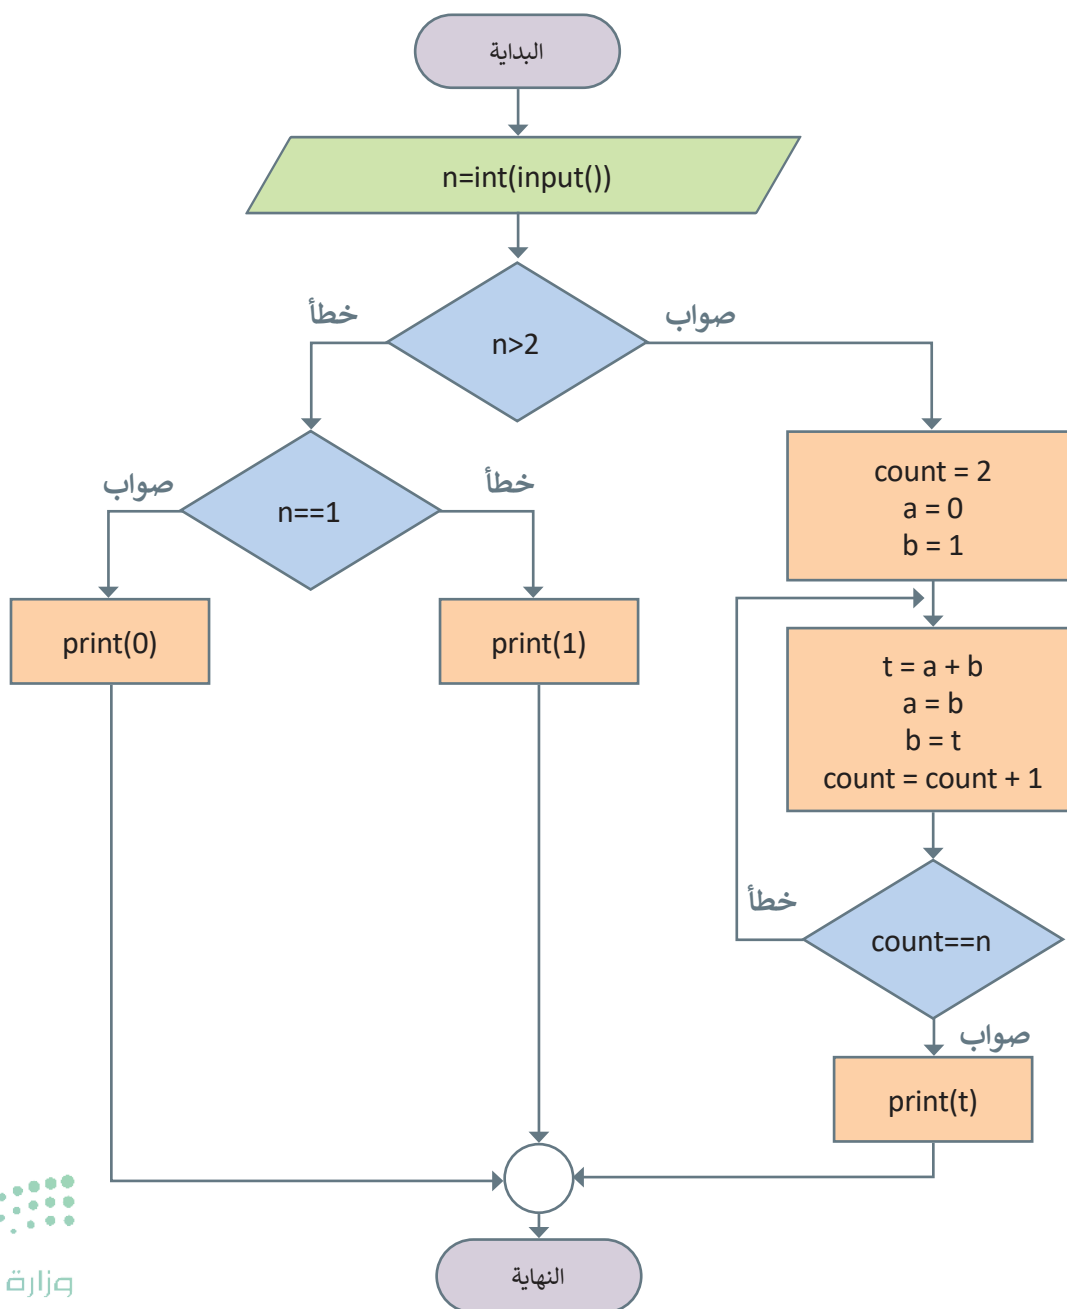 البداية
n=int(input())
خطأ
صواب
n>2
صواب
خطأ
n==1
count = 2
a = 0
b = 1
print(0)
print(1)
t = a + b
a = b
b = t
count = count + 1
خطأ
count==n
صواب
print(t)
النهاية
وزارة